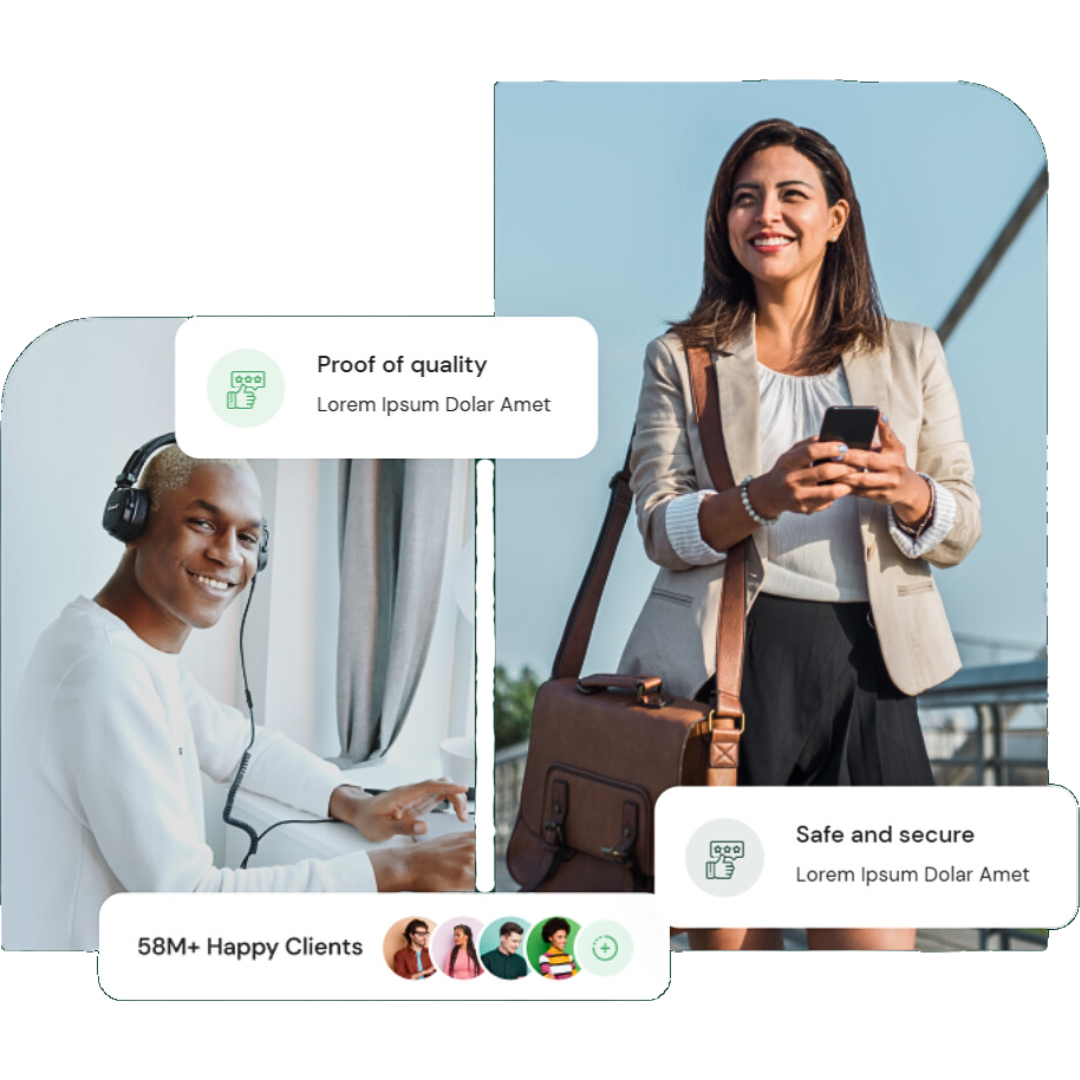 Proof of quality
Lorem Ipsum Dolar Amet
Safe and secure
Lorem Ipsum Dolar Amet
58M+ Happy Clients